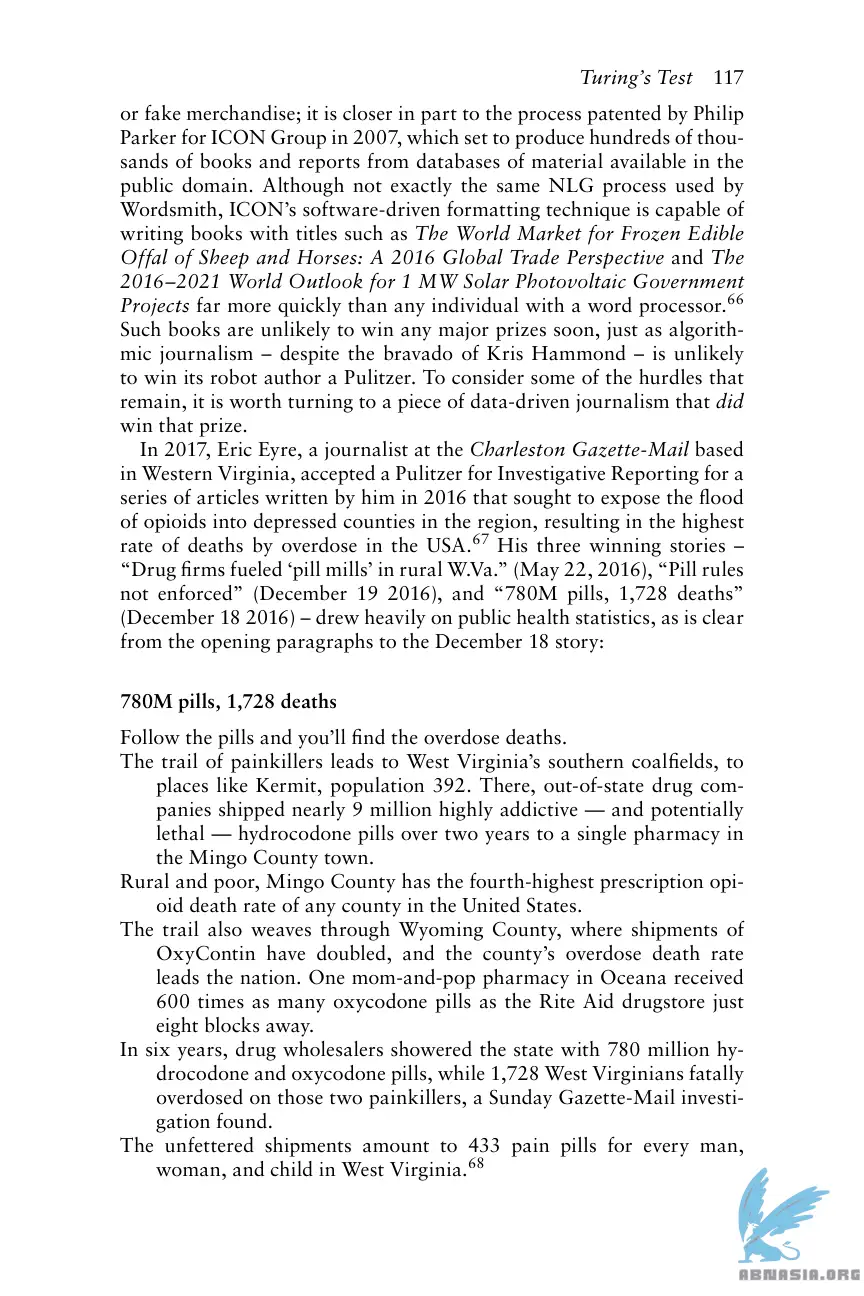 Turing’s Test 117
or fake merchandise; it is closer in part to the process patented by Philip
Parker for ICON Group in 2007, which set to produce hundreds of thou-
sands of books and reports from databases of material available in the
public domain. Although not exactly the same NLG process used by
Wordsmith, ICON’s software-driven formatting technique is capable of
writing books with titles such as The World Market for Frozen Edible
Offal of Sheep and Horses: A 2016 Global Trade Perspective and The
2016–2021 World Outlook for 1 MW Solar Photovoltaic Government
Projects far more quickly than any individual with a word processor.66
Such books are unlikely to win any major prizes soon, just as algorith-
mic journalism – despite the bravado of Kris Hammond – is unlikely
to win its robot author a Pulitzer. To consider some of the hurdles that
remain, it is worth turning to a piece of data-driven journalism that did
win that prize.
In 2017, Eric Eyre, a journalist at the Charleston Gazette-Mail based
in Western Virginia, accepted a Pulitzer for Investigative Reporting for a
series of articles written by him in 2016 that sought to expose the flood
of opioids into depressed counties in the region, resulting in the highest
rate of deaths by overdose in the USA.67 His three winning stories –
“Drug firms fueled ‘pill mills’ in rural W.Va.” (May 22, 2016), “Pill rules
not enforced” (December 19 2016), and “780M pills, 1,728 deaths”
(December 18 2016) – drew heavily on public health statistics, as is clear
from the opening paragraphs to the December 18 story:
780M pills, 1,728 deaths
Follow the pills and you’ll find the overdose deaths.
The trail of painkillers leads to West Virginia’s southern coalfields, to
places like Kermit, population 392. There, out-of-state drug com-
panies shipped nearly 9 million highly addictive — and potentially
lethal — hydrocodone pills over two years to a single pharmacy in
the Mingo County town.
Rural and poor, Mingo County has the fourth-highest prescription opi-
oid death rate of any county in the United States.
The trail also weaves through Wyoming County, where shipments of
OxyContin have doubled, and the county’s overdose death rate
leads the nation. One mom-and-pop pharmacy in Oceana received
600 times as many oxycodone pills as the Rite Aid drugstore just
eight blocks away.
In six years, drug wholesalers showered the state with 780 million hy-
drocodone and oxycodone pills, while 1,728 West Virginians fatally
overdosed on those two painkillers, a Sunday Gazette-Mail investi-
gation found.
The unfettered shipments amount to 433 pain pills for every man,
woman, and child in West Virginia.68
ABNASIA.ORG